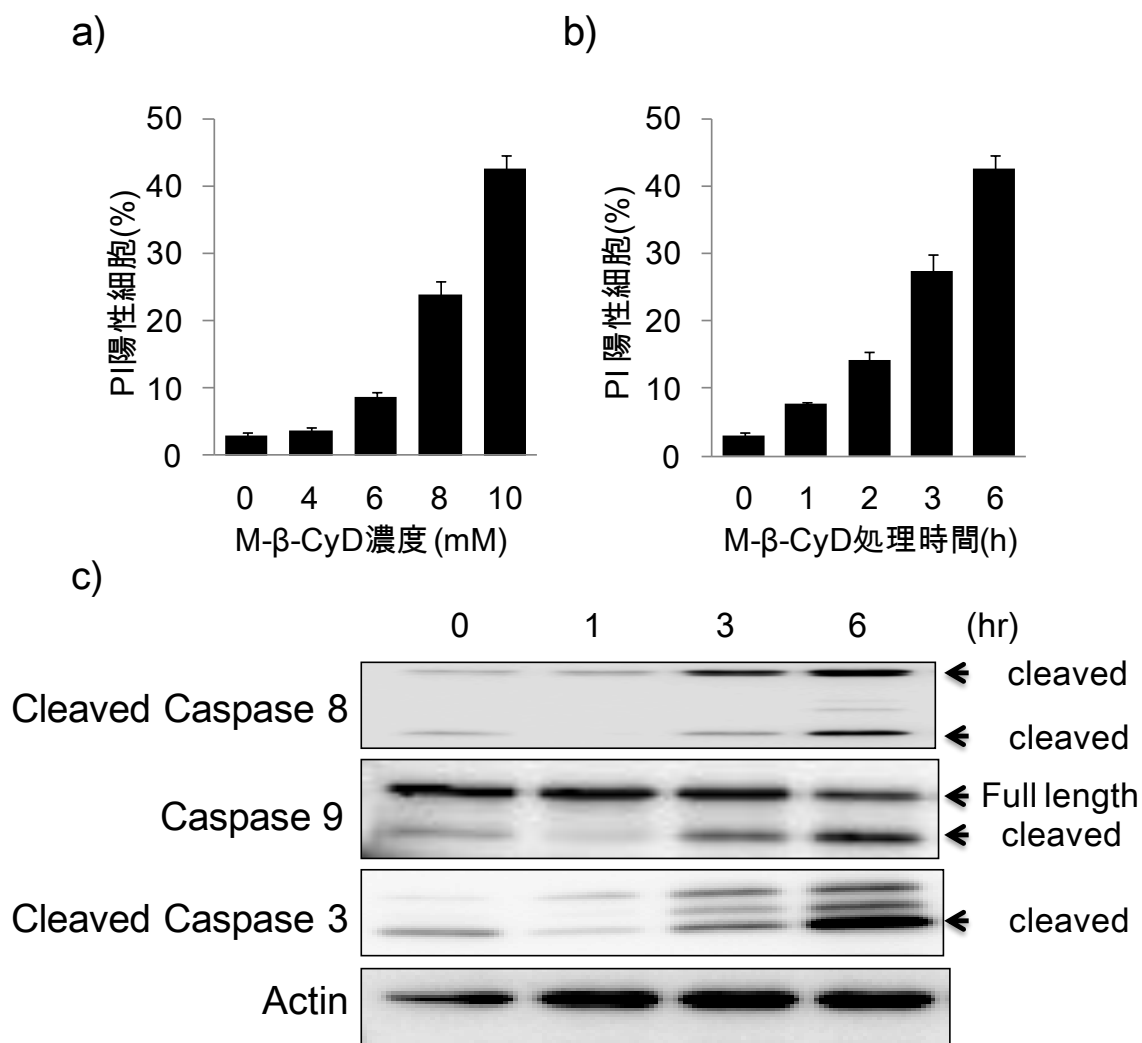 a)
50
40
30
20
10
0
PI陽性細胞(%)
0 4 6 8 10
M-β-CyD濃度 (mM)
b)
50
40
30
20
10
0
PI 陽性細胞(%)
0 1 2 3 6
M-β-CyD処理時間(h)
c)
0 1 3 6 (hr)
Cleaved Caspase 8
cleaved
cleaved
Caspase 9
Full length
cleaved
Cleaved Caspase 3
cleaved
Actin